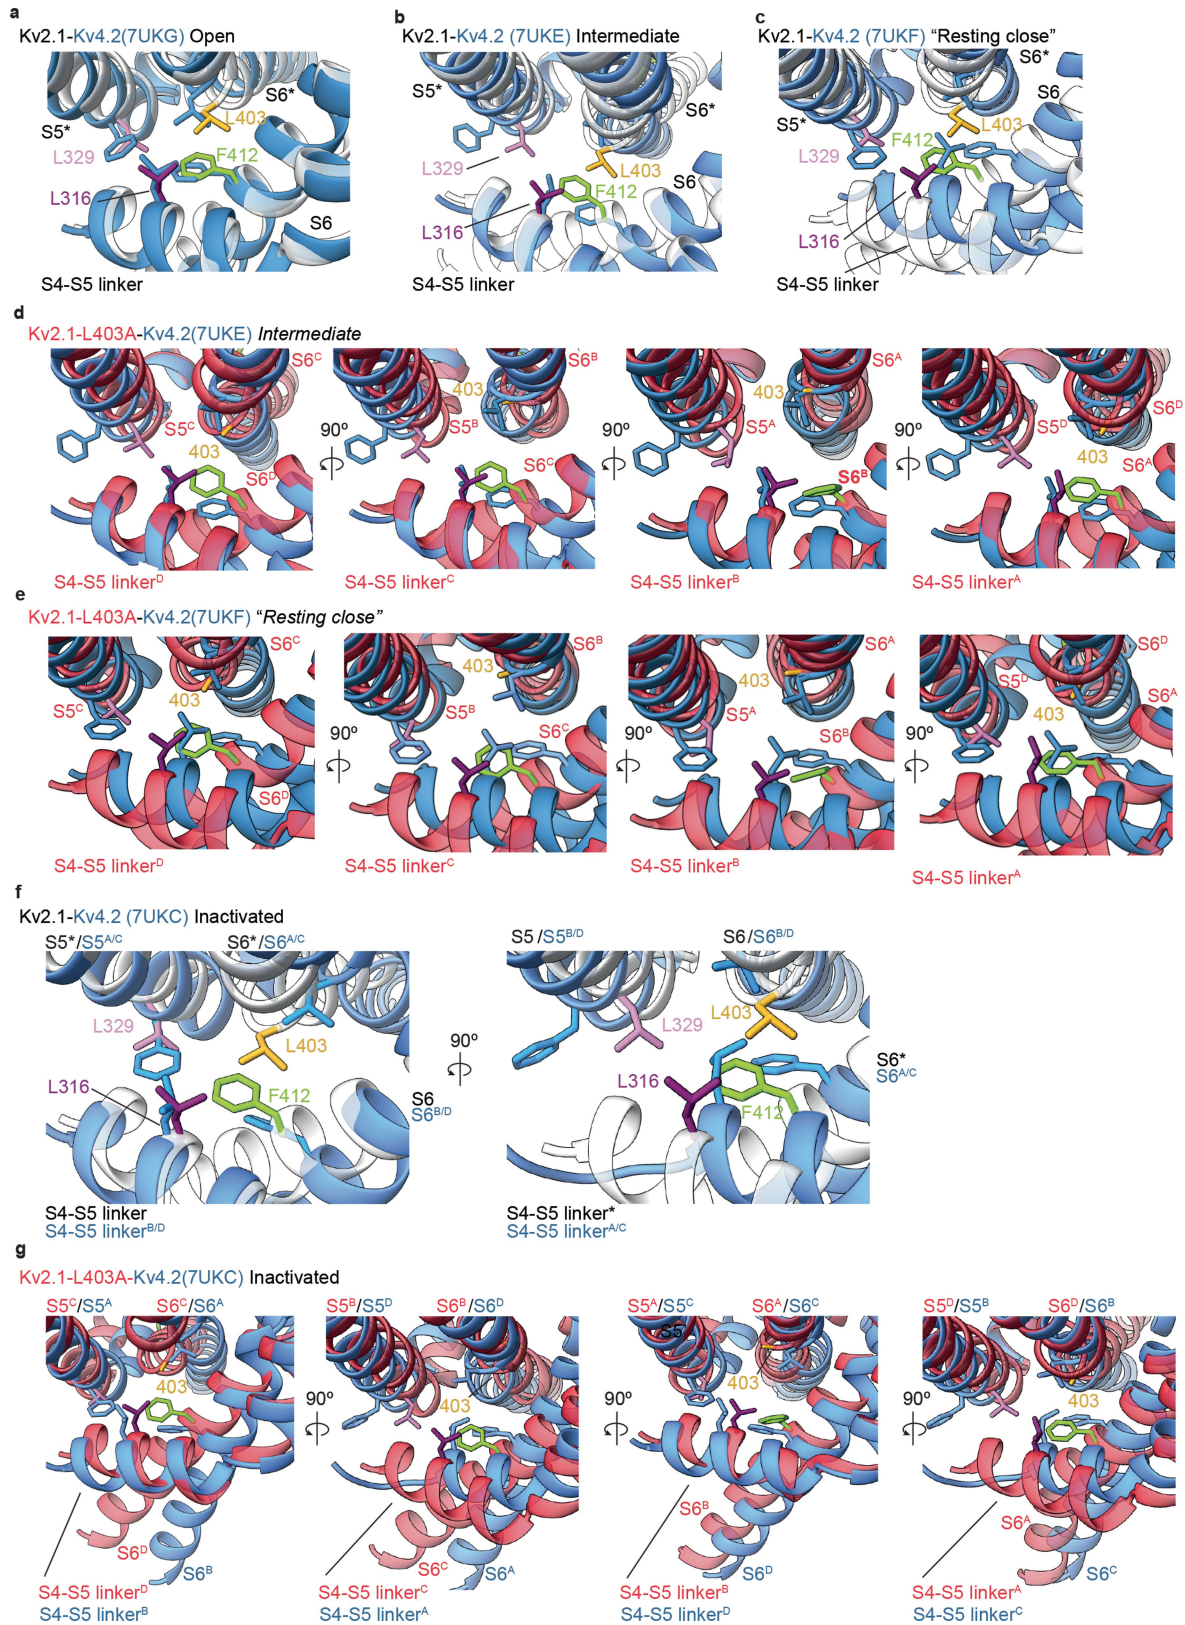 a
Kv2.1-Kv4.2(7UKG) Open
S6*
S5*
L403
L329
F412
L316
S6
S4-S5 linker
b
Kv2.1-Kv4.2 (7UKE) Intermediate
S5*
S6*
L329
L403
S6
F412
L316
S4-S5 linker
c
Kv2.1-Kv4.2 (7UKF) “Resting close”
S6*
S6
S5*
L403
F412
L329
L316
S4-S5 linker
d
Kv2.1-L403A-Kv4.2(7UKE) Intermediate
S6C
S5C
403
S6D
S4-S5 linkerD
90º
S6B
403
S5B
S6C
S4-S5 linkerC
90º
S6A
403
S5A
S6B
S4-S5 linkerB
90º
S6D
S5D
403
S6A
S4-S5 linkerA
e
Kv2.1-L403A-Kv4.2(7UKF) “Resting close”
S6C
403
S5C
S6D
S4-S5 linkerD
90º
S6B
403
S5B
S6C
S4-S5 linkerC
90º
S6A
403
S5A
S6B
S4-S5 linkerB
90º
S6D
S5D
S6A
403
S4-S5 linkerA
f
Kv2.1-Kv4.2 (7UKC) Inactivated
S5*/S5A/C
S6*/S6A/C
L329
L403
L316
F412
S6
S6B/D
S4-S5 linker
S4-S5 linkerB/D
90º
S5 /S5B/D
S6/S6B/D
L403
L329
L316
F412
S6*
S6A/C
S4-S5 linker*
S4-S5 linkerA/C
g
Kv2.1-L403A-Kv4.2(7UKC) Inactivated
S5C/S5A
S6C/S6A
403
S6D
S6B
S4-S5 linkerD
S4-S5 linkerB
90º
S5B/S5D
S6B/S6D
403
S6C
S6A
S4-S5 linkerC
S4-S5 linkerA
90º
S5A/S5C
S6A/S6C
S5
403
S6B
S6D
S4-S5 linkerB
S4-S5 linkerD
90º
S5D/S5B
S6D/S6B
403
S6A
S6C
S4-S5 linkerA
S4-S5 linkerC